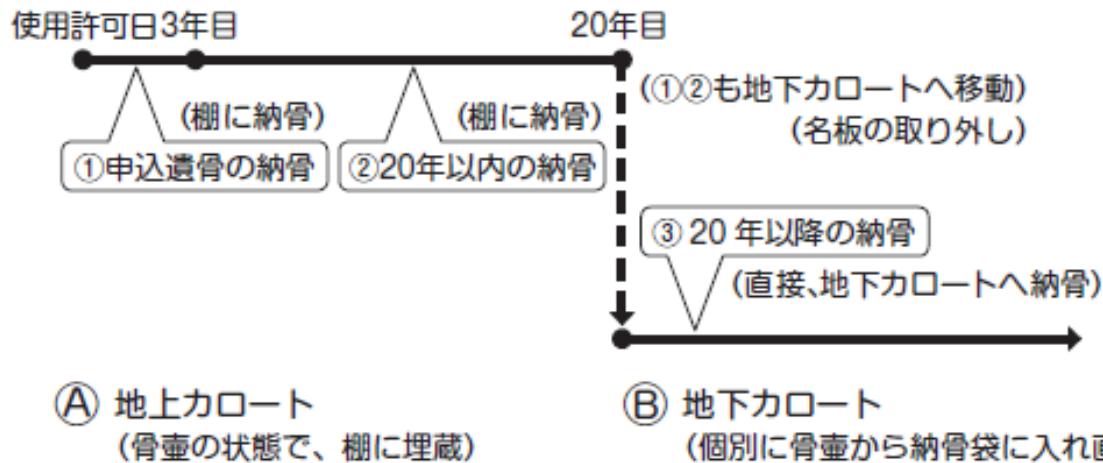 使用許可日3年目
20年目
(①②も地下カロートへ移動)
(名板の取り外し)
(棚に納骨)
(棚に納骨)
①申込遺骨の納骨
②20年以内の納骨
③ 20 年以降の納骨
(直接、地下カロートへ納骨)
Ⓐ 地上カロート
(骨壷の状態で、棚に埋蔵)
Ⓑ 地下カロート
(個別に骨壷から納骨袋に入れ直